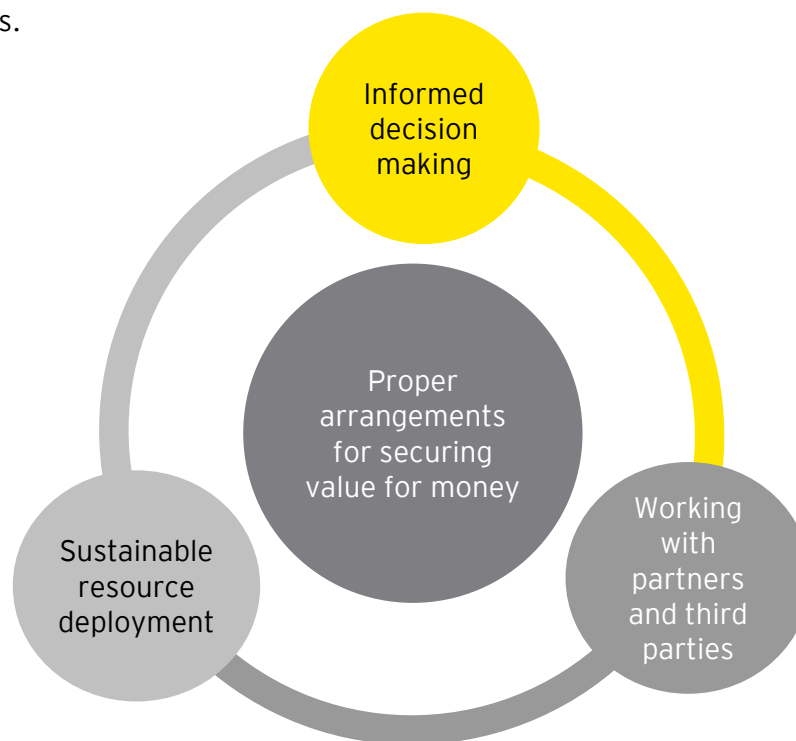 s.
Informed
decision
making
Proper
arrangements
for securing
value for money
Sustainable
resource
deployment
Working
with
partners
and third
parties